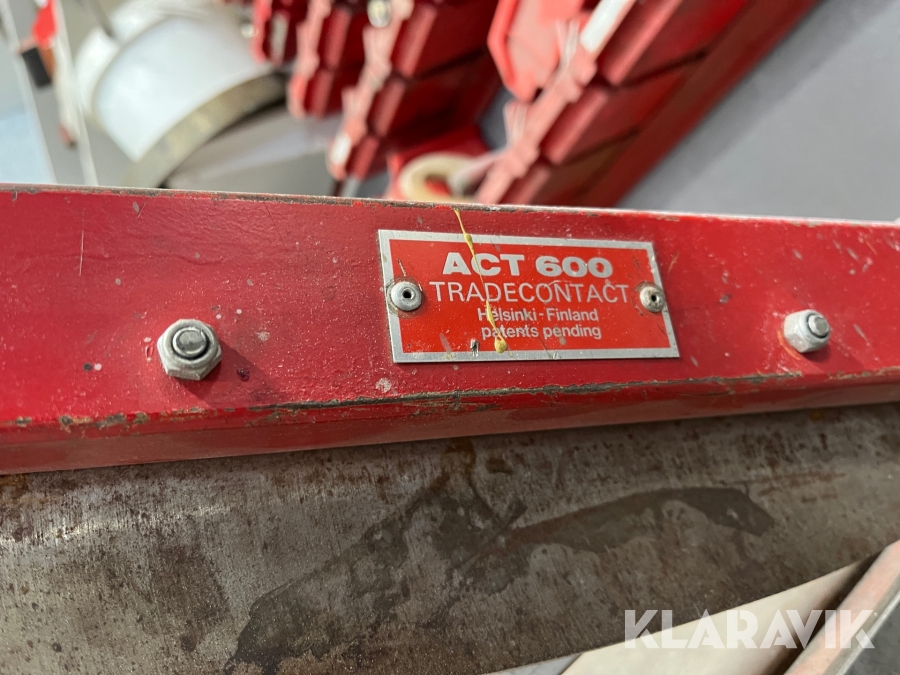 ACT 600
TRADECONTACT
Helsinki-Finland
patents pending
KLARAVIK